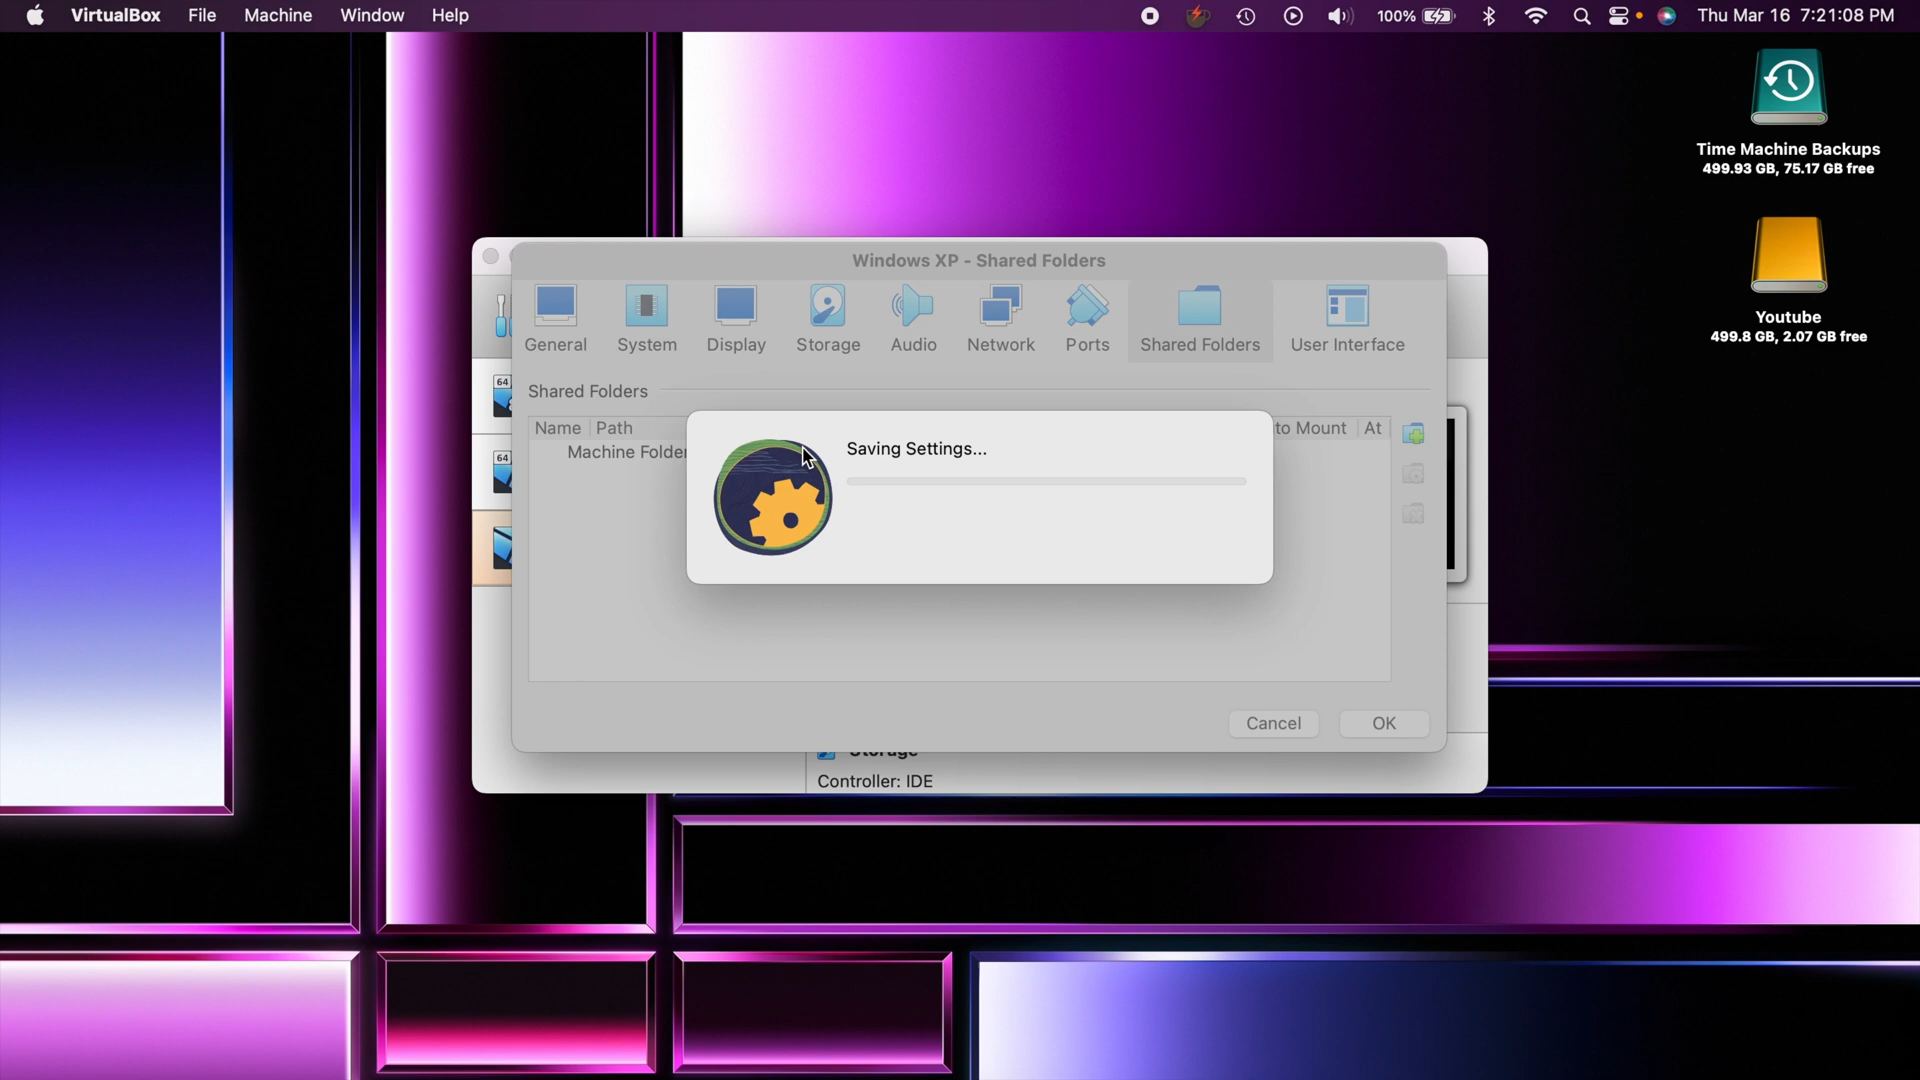 VirtualBox File Machine Window Help 100% Thu Mar 16 7:21:08 PM
Time Machine Backups
499.93 GB, 75.17 GB free
Youtube
499.8 GB, 2.07 GB free
Windows XP - Shared Folders
General System Display Storage Audio Network Ports Shared Folders User Interface
Shared Folders
Name Path to Mount At
Machine Folder
64
64
Saving Settings...
Cancel OK
Storage
Controller: IDE